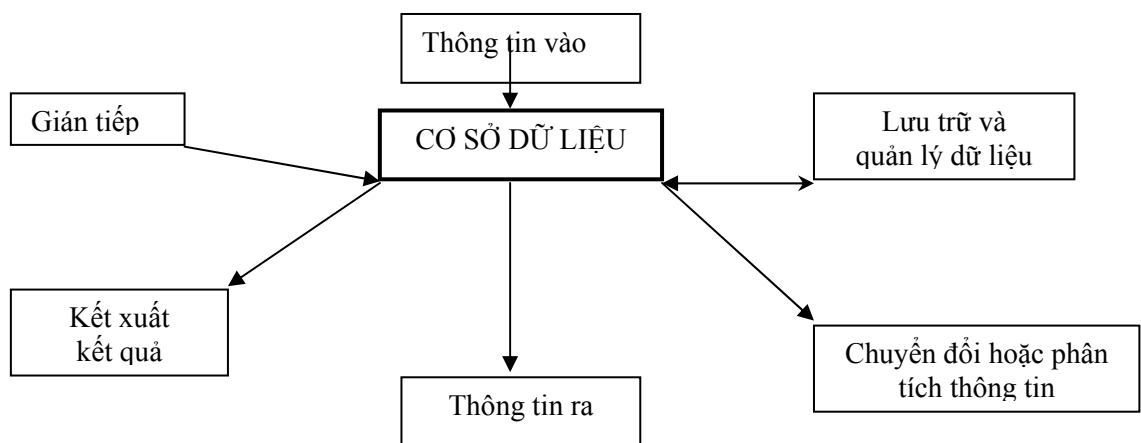 Thông tin vào
Gián tiếp
CƠ SỞ DỮ LIỆU
Lưu trữ và
quản lý dữ liệu
Kết xuất
kết quả
Thông tin ra
Chuyển đổi hoặc phân
tích thông tin